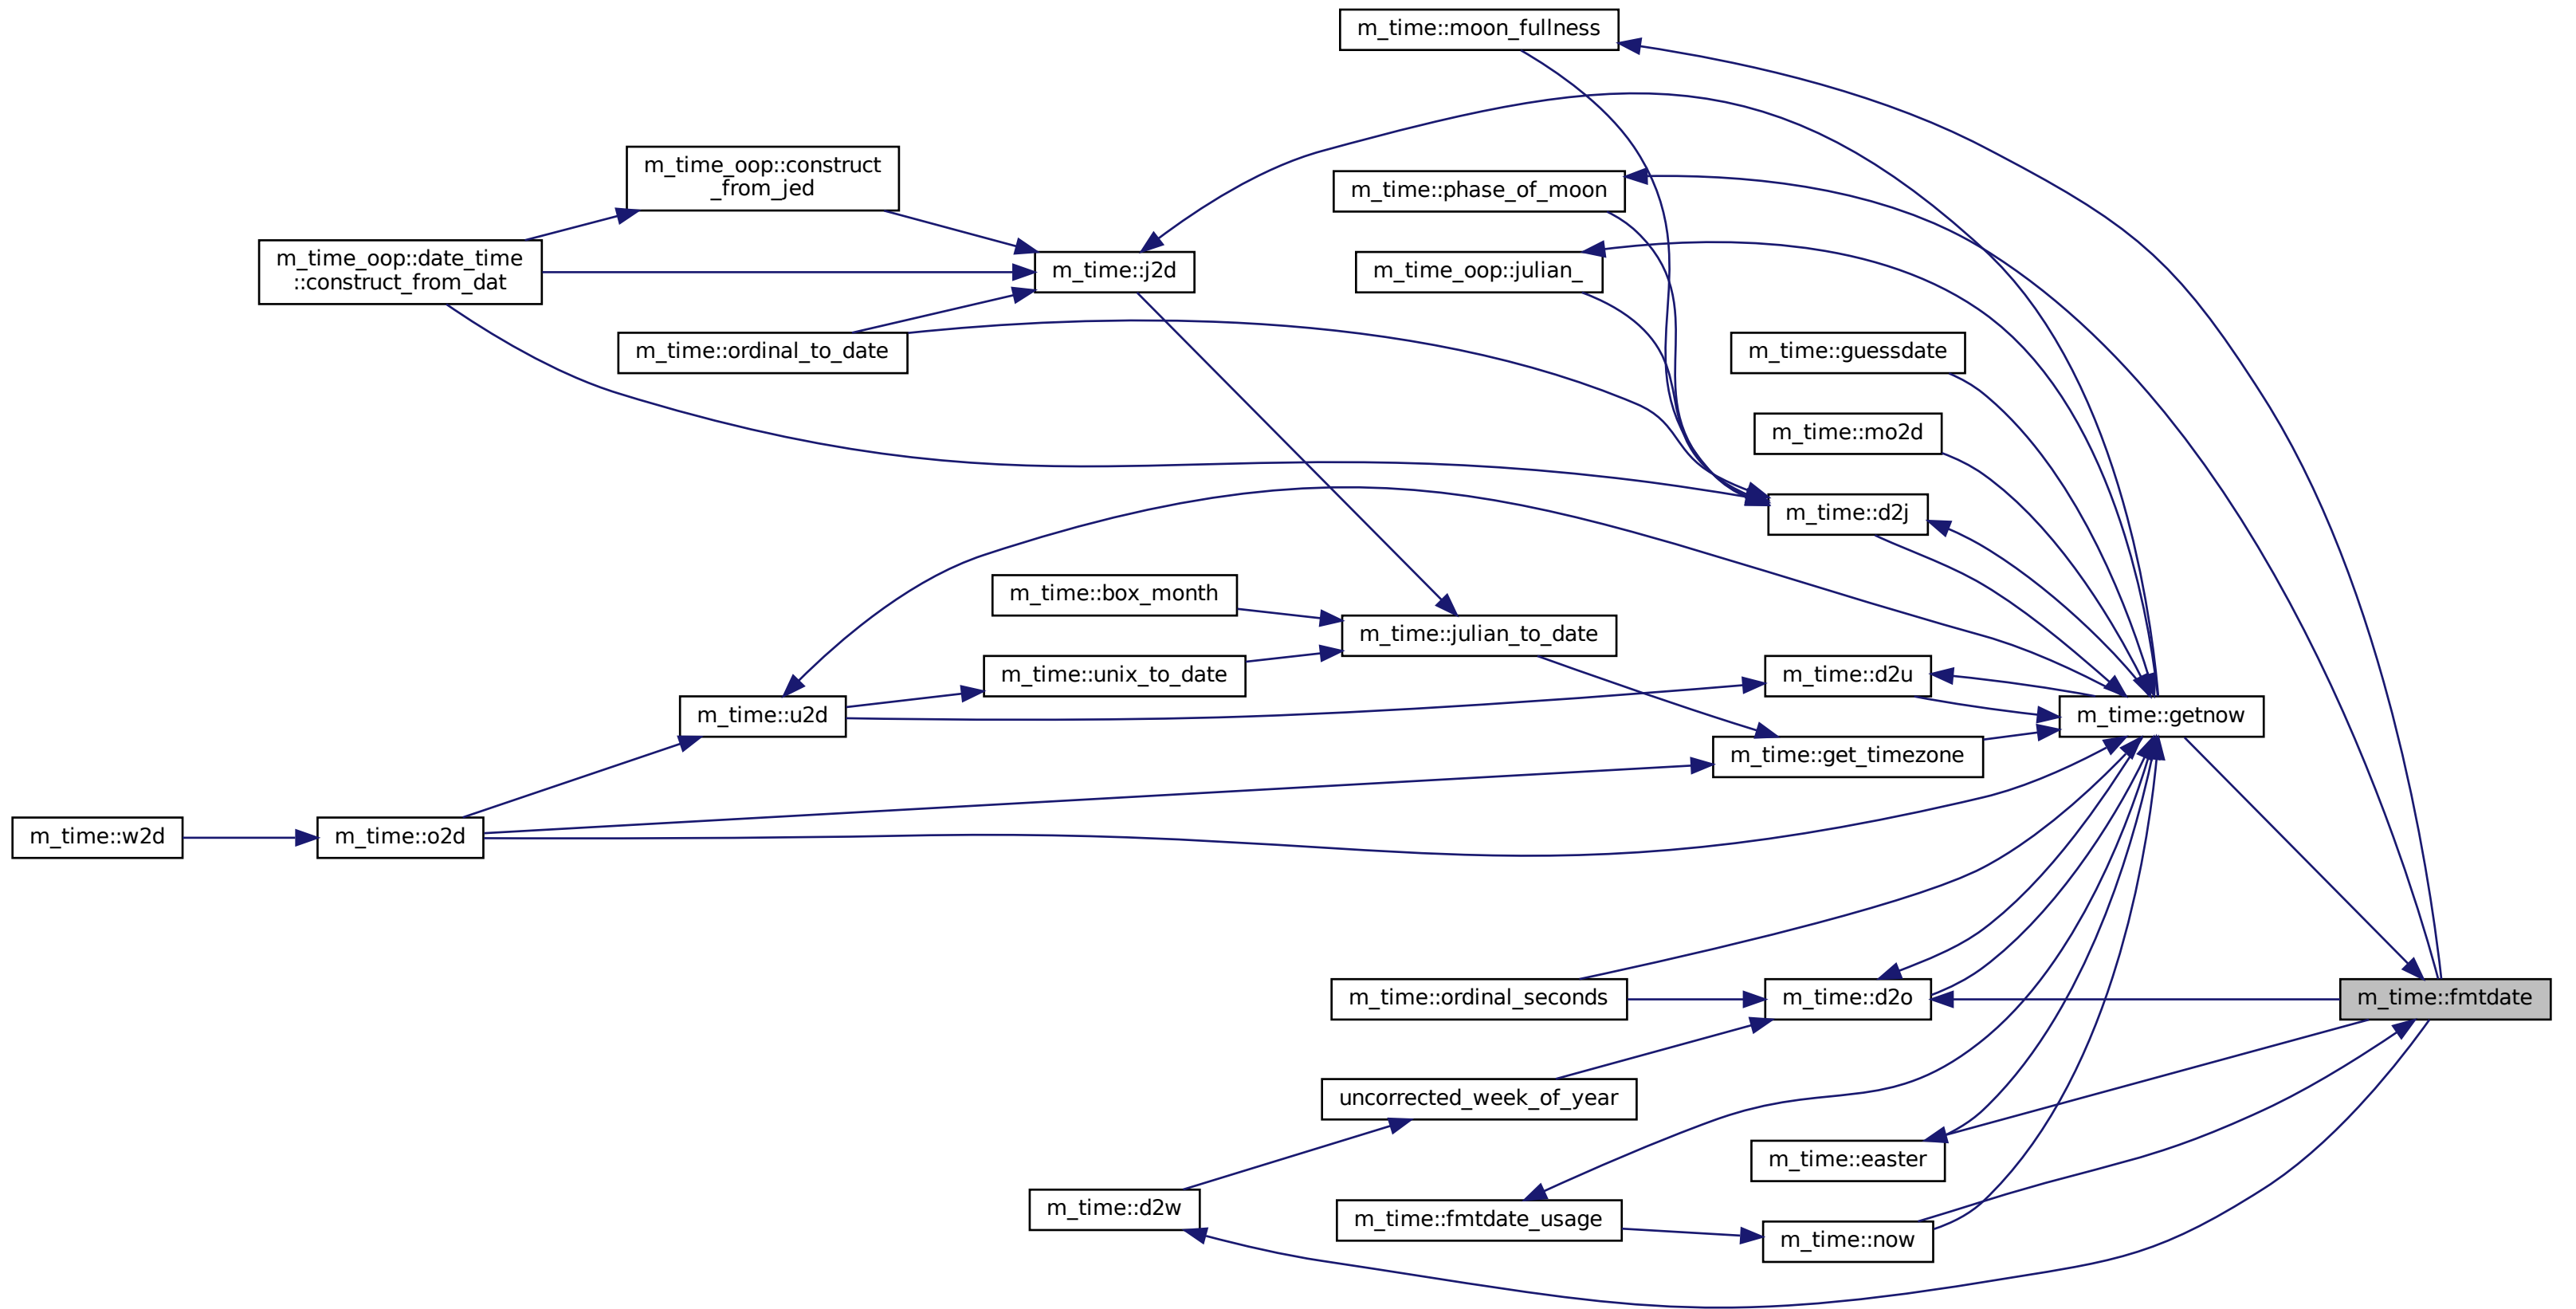 m_time::moon_fullness
m_time_oop::construct
_from_jed
m_time::phase_of_moon
m_time_oop::date_time
::construct_from_dat
m_time::j2d
m_time_oop::julian_
m_time::ordinal_to_date
m_time::guessdate
m_time::mo2d
m_time::d2j
m_time::box_month
m_time::julian_to_date
m_time::unix_to_date
m_time::d2u
m_time::u2d
m_time::getnow
m_time::get_timezone
m_time::w2d
m_time::o2d
m_time::ordinal_seconds
m_time::d2o
m_time::fmtdate
uncorrected_week_of_year
m_time::easter
m_time::d2w
m_time::fmtdate_usage
m_time::now